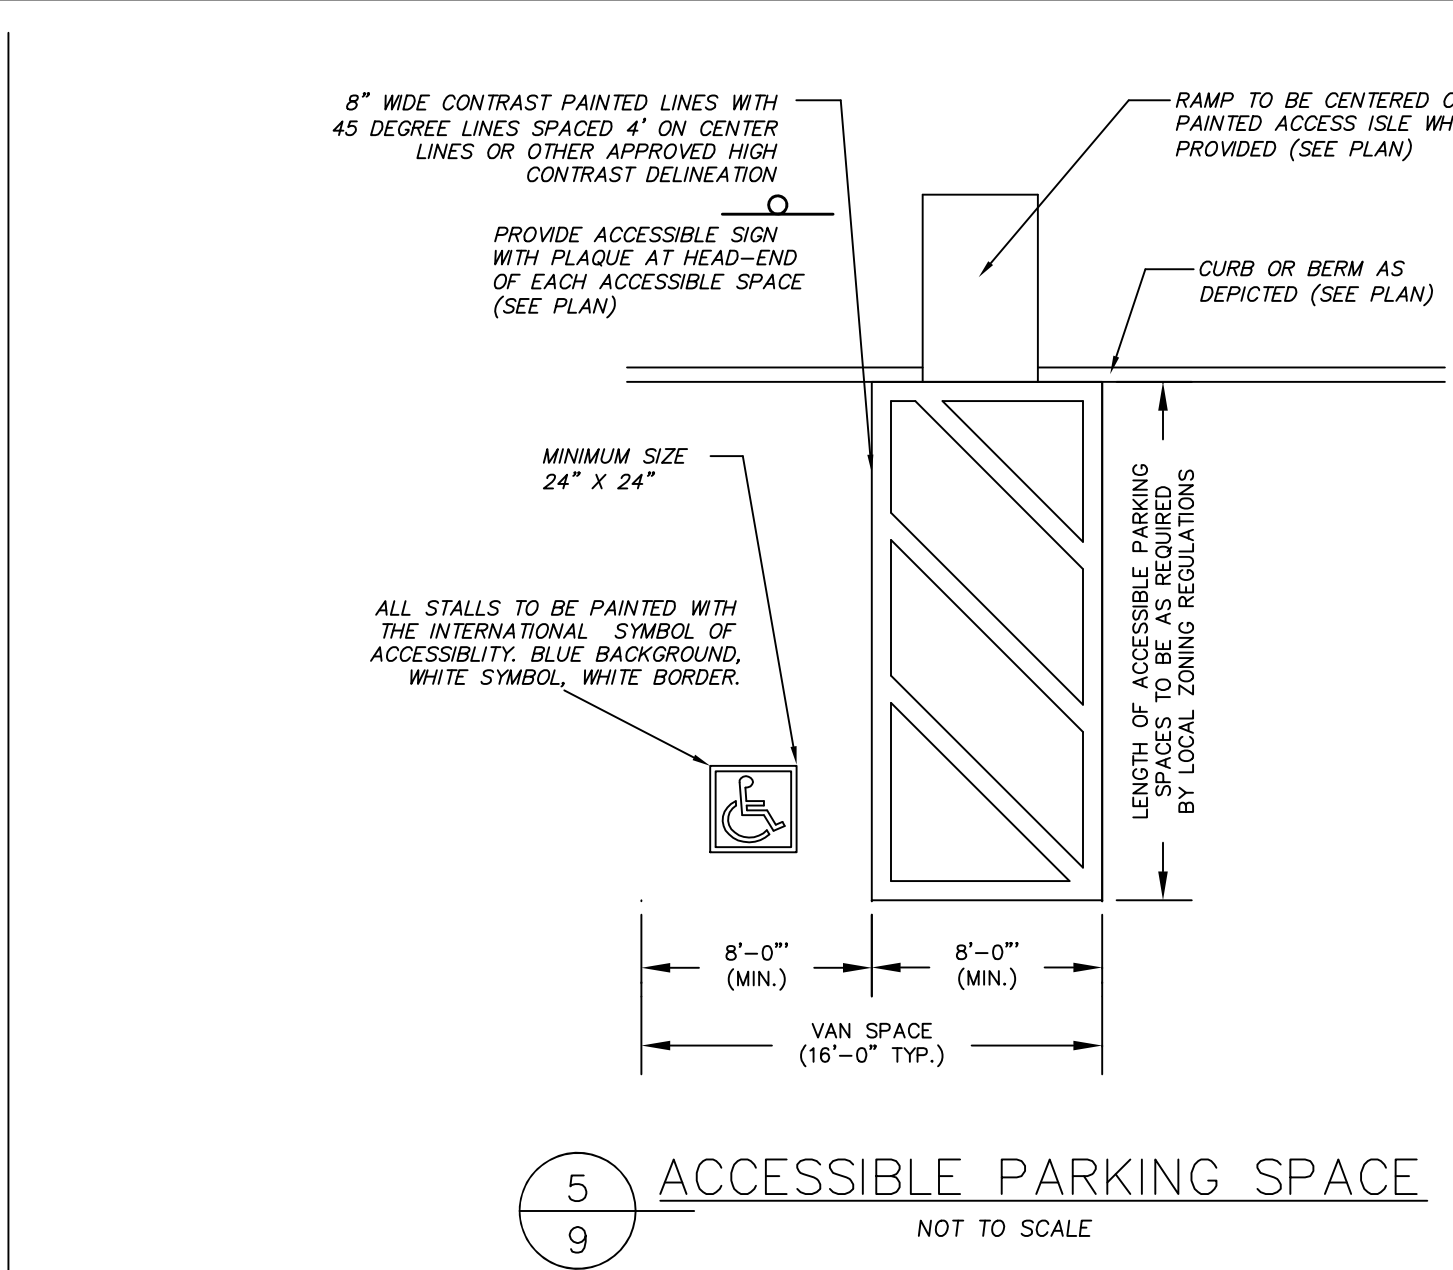 8" WIDE CONTRAST PAINTED LINES WITH
45 DEGREE LINES SPACED 4' ON CENTER
LINES OR OTHER APPROVED HIGH
CONTRAST DELINEATION
RAMP TO BE CENTERED
PAINTED ACCESS ISLE
PROVIDED (SEE PLAN)
PROVIDE ACCESSIBLE SIGN
WITH PLAQUE AT HEAD-END
OF EACH ACCESSIBLE SPACE
(SEE PLAN)
CURB OR BERM AS
DEPICTED (SEE PLAN)
MINIMUM SIZE
24" X 24"
LENGTH OF ACCESSIBLE PARKING
SPACES TO BE AS REQUIRED
BY LOCAL ZONING REGULATIONS
ALL STALLS TO BE PAINTED WITH
THE INTERNATIONAL SYMBOL OF
ACCESSIBLITY. BLUE BACKGROUND,
WHITE SYMBOL, WHITE BORDER.
8'-0"'
(MIN.)
8'-0"'
(MIN.)
VAN SPACE
(16'-0" TYP.)
5
9
ACCESSIBLE PARKING SPACE
NOT TO SCALE